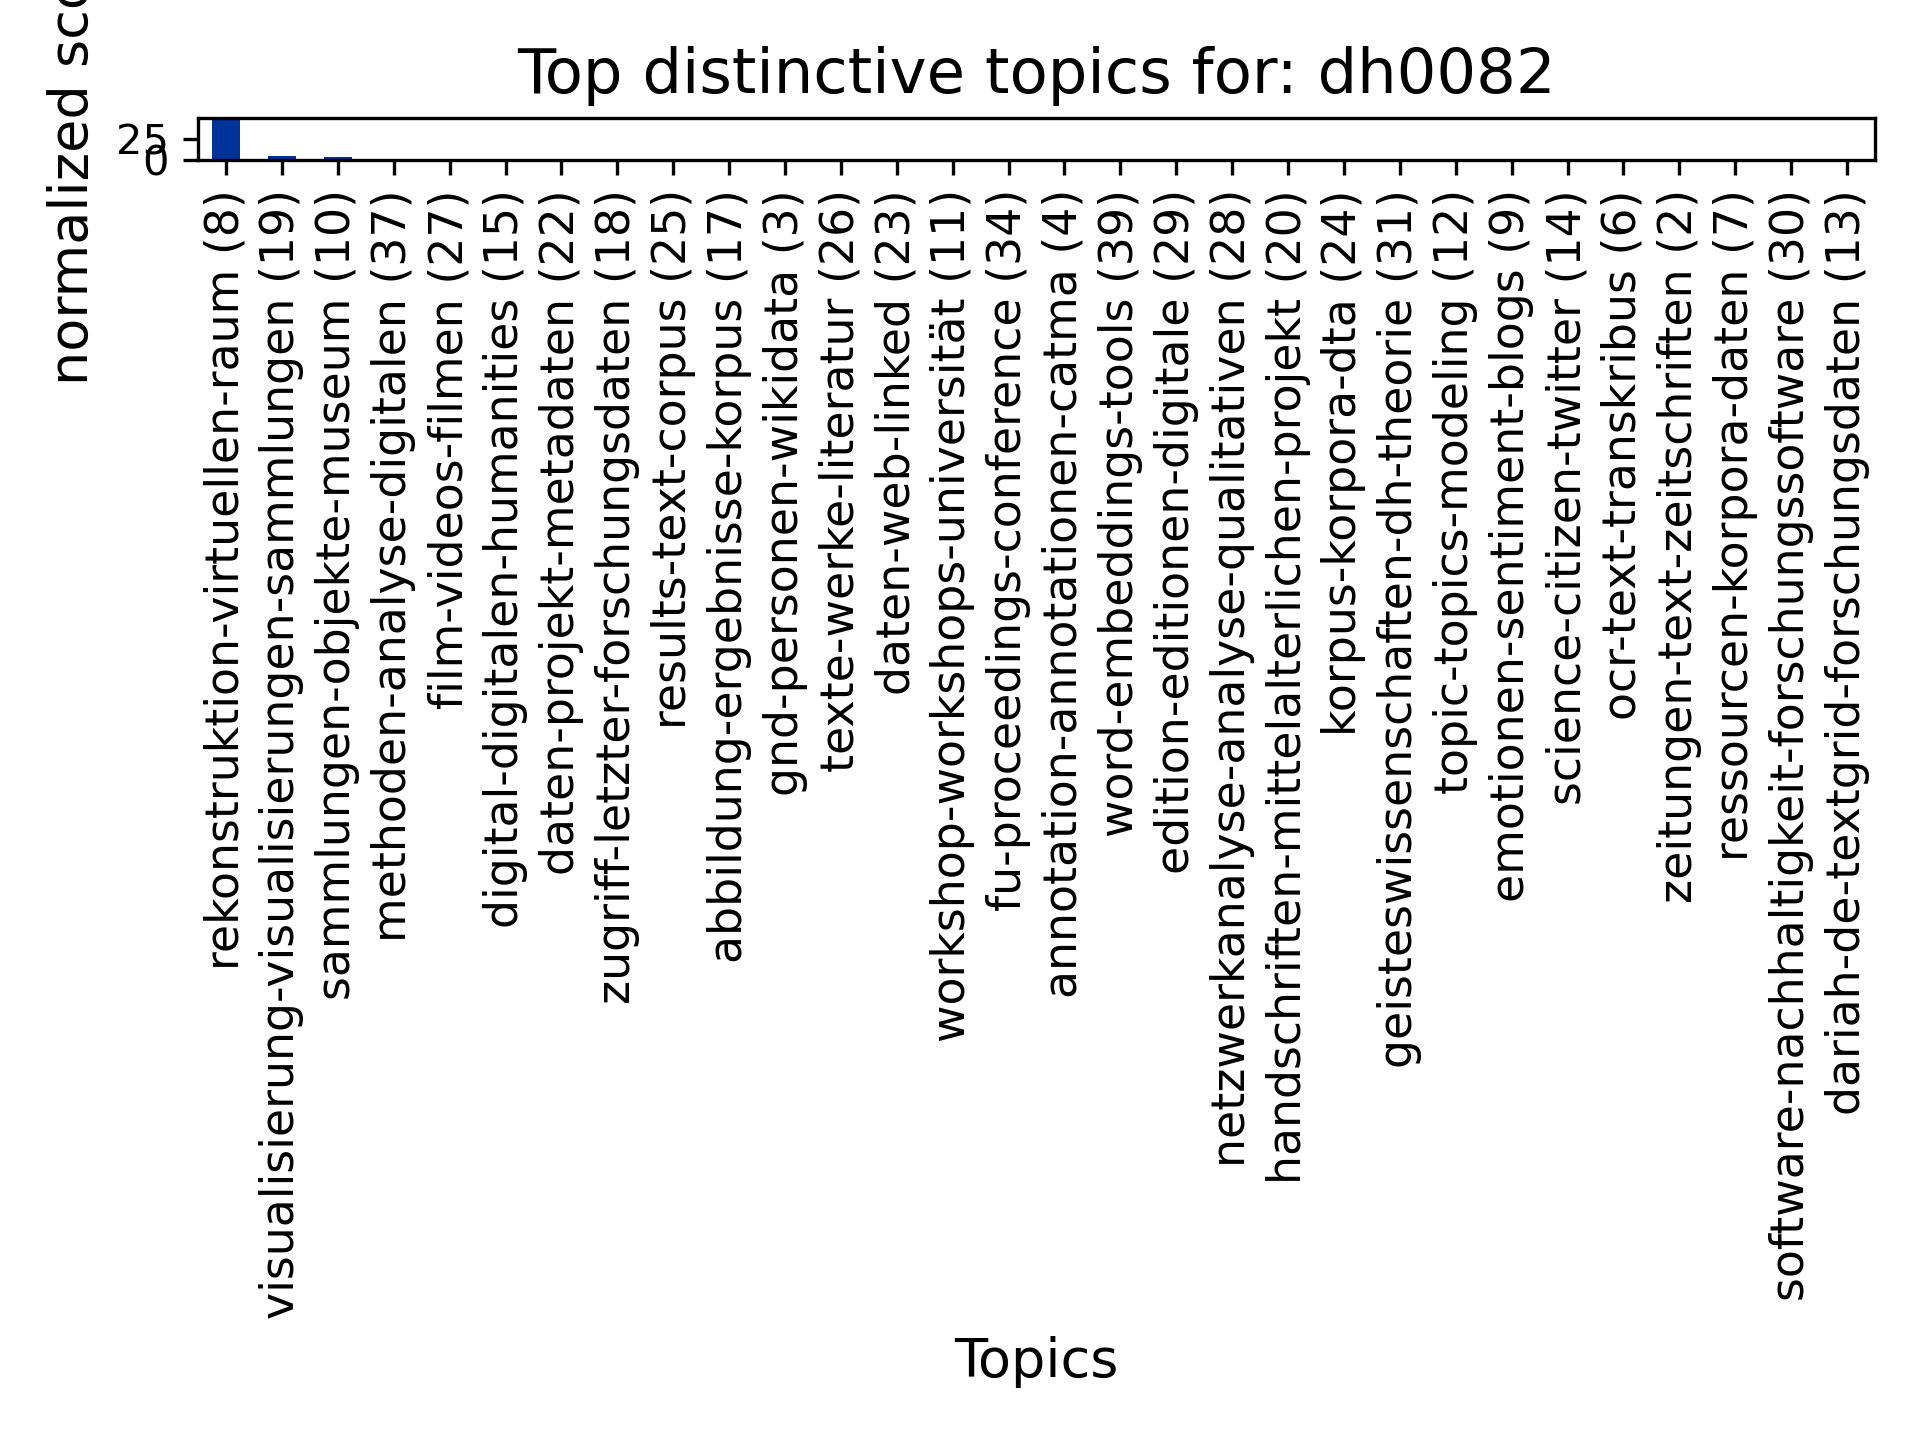 Top distinctive topics for: dh0082
normalized
25
0
rekonstruktion-virtuellen-raum (8)
visualisierung-visualisierungen-sammlungen (19)
sammlungen-objekte-museum (10)
methoden-analyse-digitalen (37)
film-videos-filmen (27)
digital-digitalen-humanities (15)
daten-projekt-metadaten (22)
zugriff-letzter-forschungsdaten (18)
results-text-corpus (25)
abbildung-ergebnisse-korpus (17)
gnd-personen-wikidata (3)
texte-werke-literatur (26)
daten-web-linked (23)
workshop-workshops-universität (11)
fu-proceedings-conference (34)
annotation-annotationen-catma (4)
word-embeddings-tools (39)
edition-editionen-digitale (29)
netzwerkanalyse-analyse-qualitativen (28)
handschriften-mittelalterlichen-projekt (20)
korpus-korpora-dta (24)
geisteswissenschaften-dh-theorie (31)
topic-topics-modeling (12)
emotionen-sentiment-blogs (9)
science-citizen-twitter (14)
ocr-text-transkribus (6)
zeitungen-text-zeitschriften (2)
ressourcen-korpora-daten (7)
software-nachhaltigkeit-forschungssoftware (30)
dariah-de-textgrid-forschungsdaten (13)
Topics